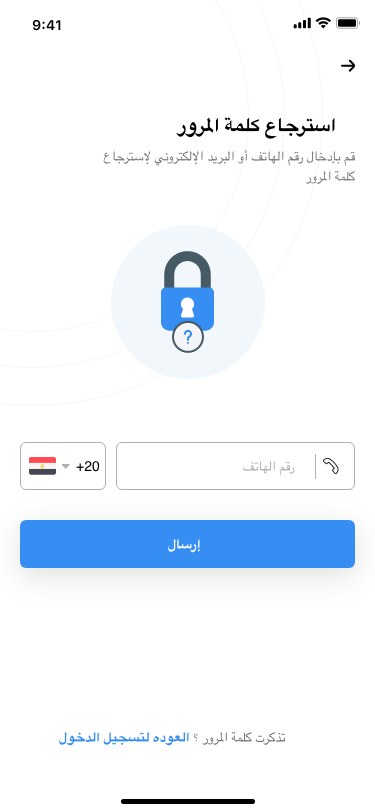 9:41
استرجاع كلمة المرور
قم بإدخال رقم الهاتف أو البريد الإلكتروني لإسترجاع
كلمة المرور
?
رقم الهاتف
+20
إرسال
تذكرت كلمة المرور ؟ العوده لتسجيل الدخول